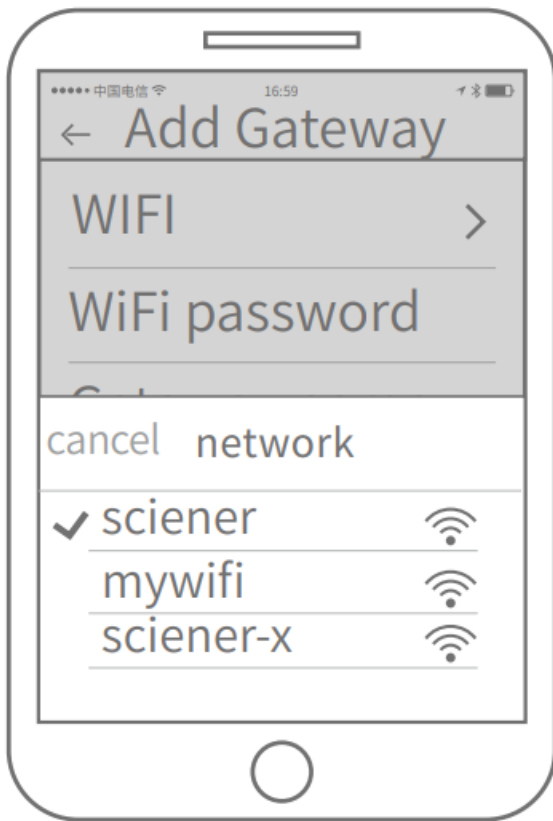 中国电信 16:59
Add Gateway
WIFI
WiFi password
cancel network
sciener
mywifi
sciener-x